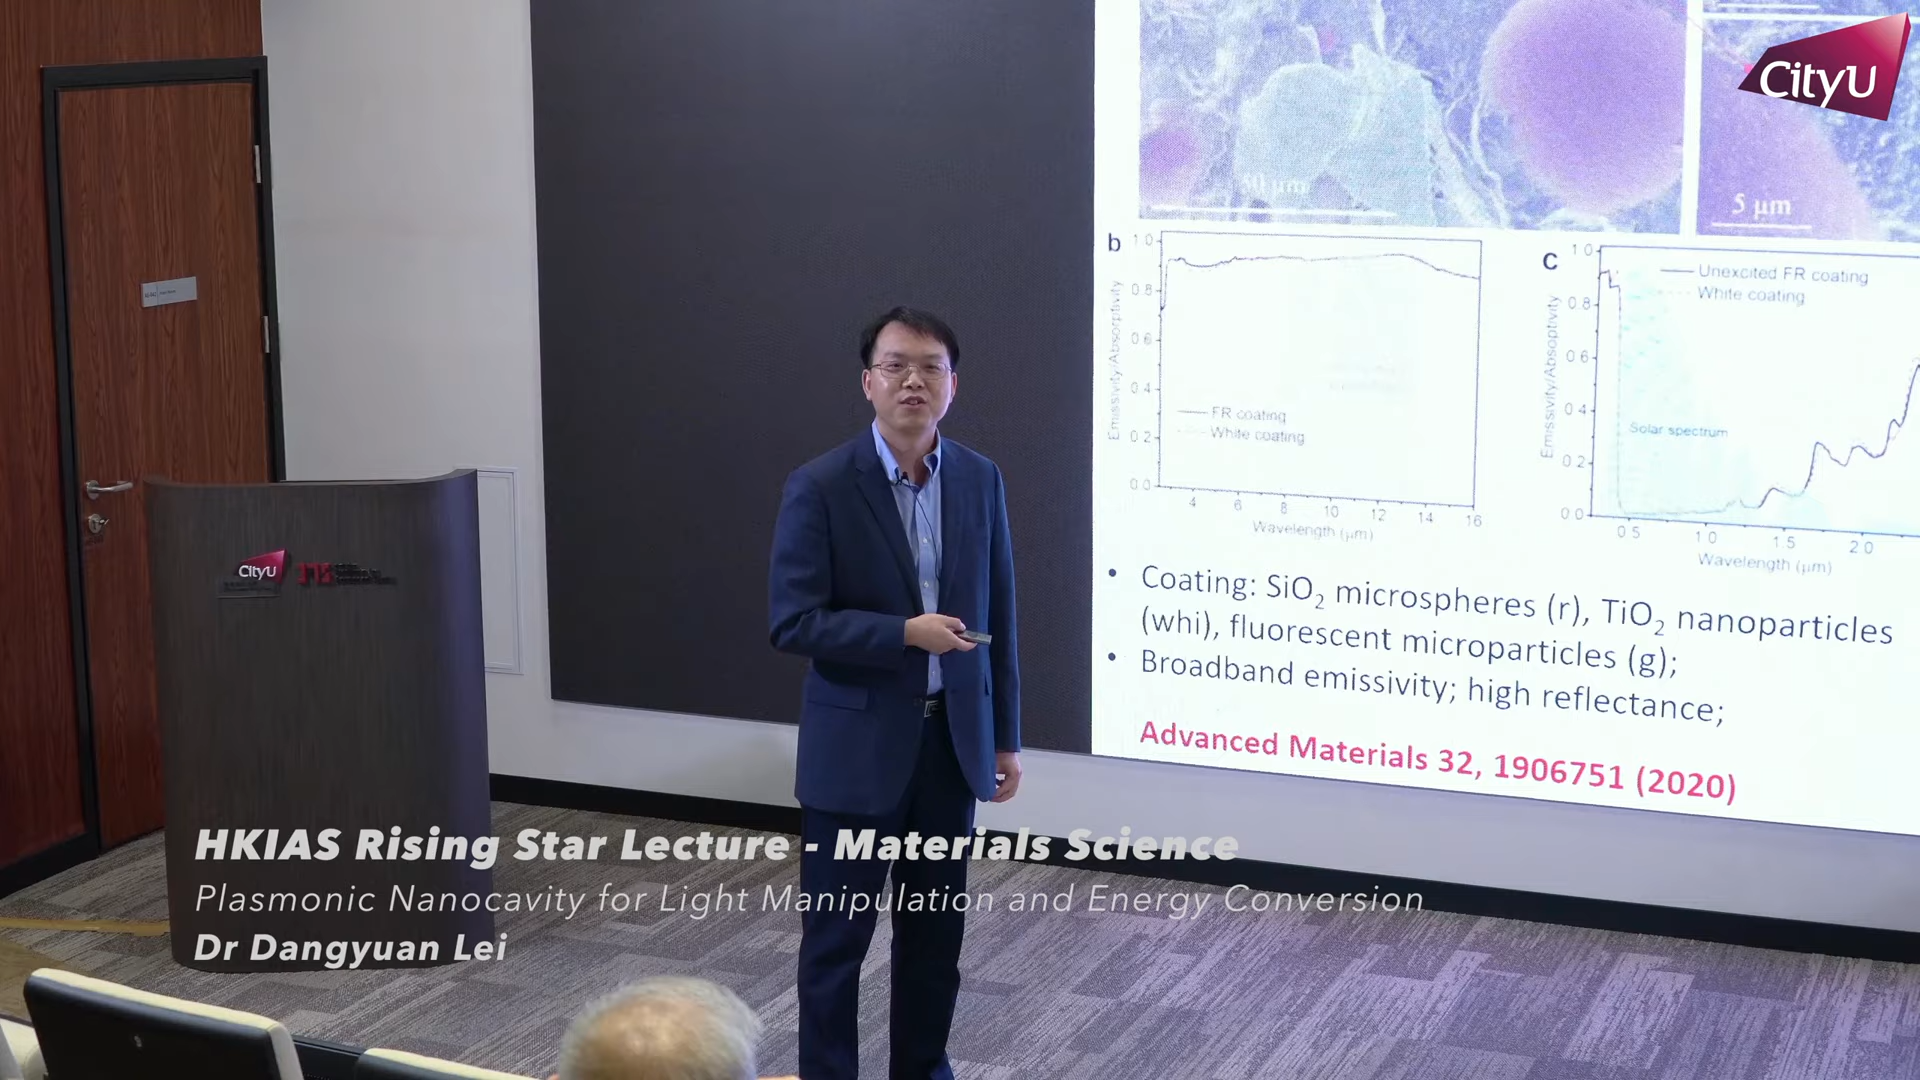 CityU
50 μm
5 μm
b
1.0
0.8
0.6
0.4
0.2
0.0
Emissivity/Absorptivity
FR coating
White coating
4 6 8 10 12 14 16
Wavelength (μm)
c
1.0
0.8
0.6
0.4
0.2
0.0
Emissivity/Absoptivity
Unexcited FR coating
White coating
Solar spectrum
0.5 1.0 1.5 2.0
Wavelength (μm)
• Coating: SiO2 microspheres (r), TiO2 nanoparticles
(whi), fluorescent microparticles (g);
• Broadband emissivity; high reflectance;
Advanced Materials 32, 1906751 (2020)
CityU
HKIAS Rising Star Lecture - Materials Science
Plasmonic Nanocavity for Light Manipulation and Energy Conversion
Dr Dangyuan Lei